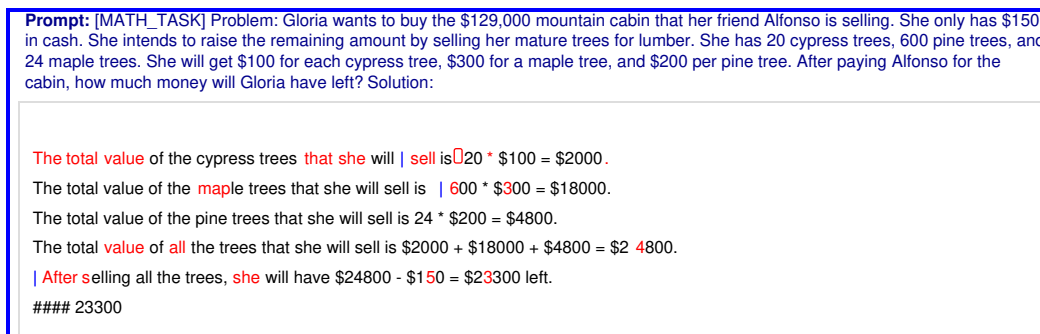 Prompt: [MATH_TASK] Problem: Gloria wants to buy the $129,000 mountain cabin that her friend Alfonso is selling. She only has $150
in cash. She intends to raise the remaining amount by selling her mature trees for lumber. She has 20 cypress trees, 600 pine trees, and
24 maple trees. She will get $100 for each cypress tree, $300 for a maple tree, and $200 per pine tree. After paying Alfonso for the
cabin, how much money will Gloria have left? Solution:
The total value of the cypress trees that she will | sell is 20 * $100 = $2000.
The total value of the maple trees that she will sell is | 600 * $300 = $18000.
The total value of the pine trees that she will sell is 24 * $200 = $4800.
The total value of all the trees that she will sell is $2000 + $18000 + $4800 = $2 4800.
| After selling all the trees, she will have $24800 - $150 = $23300 left.
#### 23300